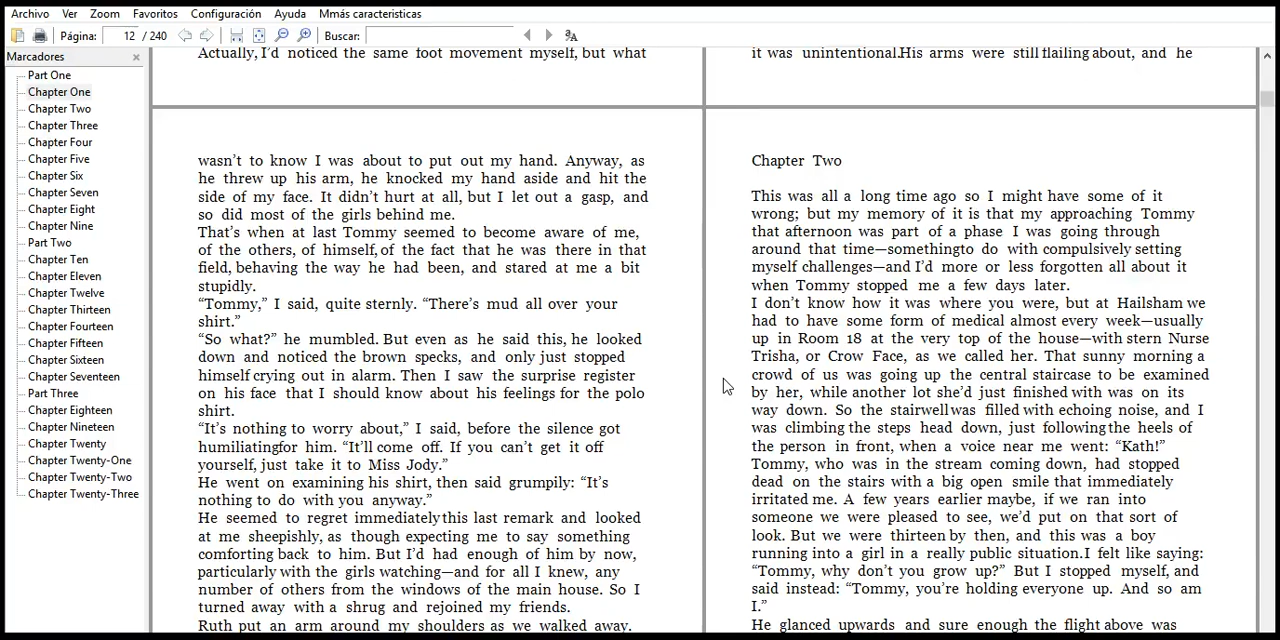 Archivo Ver Zoom Favoritos Configuración Ayuda Mmás caracteristicas
Página: 12 / 240 Buscar:
Marcadores
Part One
Chapter One
Chapter Two
Chapter Three
Chapter Four
Chapter Five
Chapter Six
Chapter Seven
Chapter Eight
Chapter Nine
Part Two
Chapter Ten
Chapter Eleven
Chapter Twelve
Chapter Thirteen
Chapter Fourteen
Chapter Fifteen
Chapter Sixteen
Chapter Seventeen
Part Three
Chapter Eighteen
Chapter Nineteen
Chapter Twenty
Chapter Twenty-One
Chapter Twenty-Two
Chapter Twenty-Three
Actually, I’d noticed the same foot movement myself, but what
wasn’t to know I was about to put out my hand. Anyway, as
he threw up his arm, he knocked my hand aside and hit the
side of my face. It didn’t hurt at all, but I let out a gasp, and
so did most of the girls behind me.
That’s when at last Tommy seemed to become aware of me,
of the others, of himself, of the fact that he was there in that
field, behaving the way he had been, and stared at me a bit
stupidly.
“Tommy,” I said, quite sternly. “There’s mud all over your
shirt.”
“So what?” he mumbled. But even as he said this, he looked
down and noticed the brown specks, and only just stopped
himself crying out in alarm. Then I saw the surprise register
on his face that I should know about his feelings for the polo
shirt.
“It’s nothing to worry about,” I said, before the silence got
humiliatingfor him. “It’ll come off. If you can’t get it off
yourself, just take it to Miss Jody.”
He went on examining his shirt, then said grumpily: “It’s
nothing to do with you anyway.”
He seemed to regret immediately this last remark and looked
at me sheepishly, as though expecting me to say something
comforting back to him. But I’d had enough of him by now,
particularly with the girls watching—and for all I knew, any
number of others from the windows of the main house. So I
turned away with a shrug and rejoined my friends.
Ruth put an arm around my shoulders as we walked away.
it was unintentional.His arms were still flailing about, and he
Chapter Two
This was all a long time ago so I might have some of it
wrong; but my memory of it is that my approaching Tommy
that afternoon was part of a phase I was going through
around that time—somethingto do with compulsively setting
myself challenges—and I’d more or less forgotten all about it
when Tommy stopped me a few days later.
I don’t know how it was where you were, but at Hailsham we
had to have some form of medical almost every week—usually
up in Room 18 at the very top of the house—with stern Nurse
Trisha, or Crow Face, as we called her. That sunny morning a
crowd of us was going up the central staircase to be examined
by her, while another lot she’d just finished with was on its
way down. So the stairwell was filled with echoing noise, and I
was climbing the steps head down, just following the heels of
the person in front, when a voice near me went: “Kath!”
Tommy, who was in the stream coming down, had stopped
dead on the stairs with a big open smile that immediately
irritated me. A few years earlier maybe, if we ran into
someone we were pleased to see, we’d put on that sort of
look. But we were thirteen by then, and this was a boy
running into a girl in a really public situation. I felt like saying:
“Tommy, why don’t you grow up?” But I stopped myself, and
said instead: “Tommy, you’re holding everyone up. And so am
I.”
He glanced upwards and sure enough the flight above was